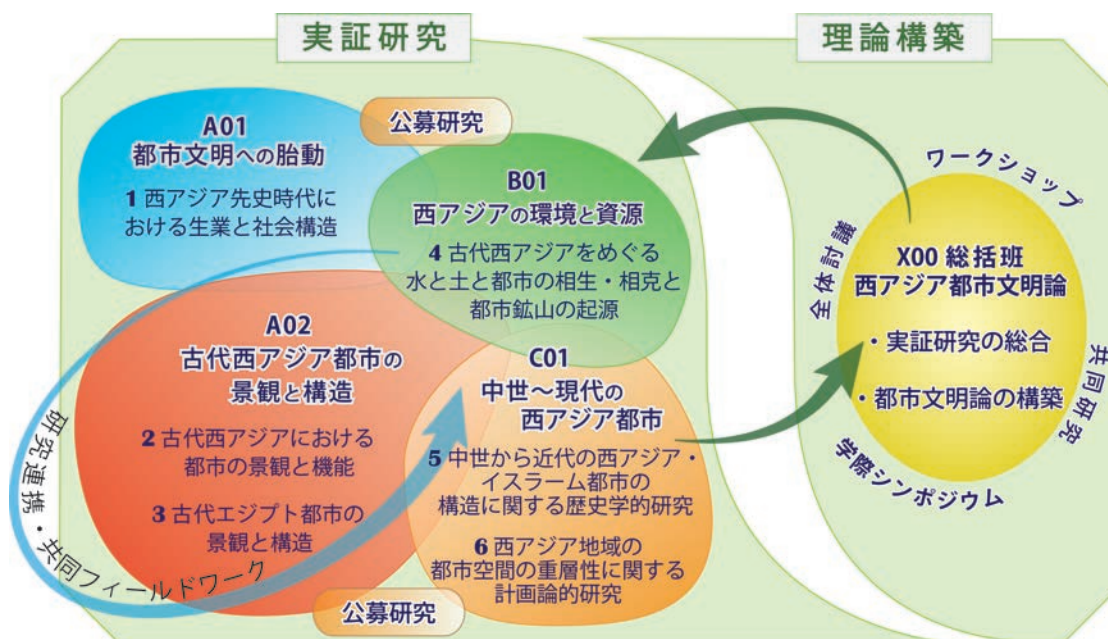 実証研究
公募研究
A01
都市文明への胎動
1 西アジア先史時代に
おける生業と社会構造
B01
西アジアの環境と資源
4 古代西アジアをめぐる
水と土と都市の相生・相克と
都市鉱山の起源
A02
古代西アジア都市の
景観と構造
2 古代西アジアにおける
都市の景観と機能
3 古代エジプト都市の
景観と構造
C01
中世～現代の
西アジア都市
5 中世から近代の西アジア・
イスラーム都市の
構造に関する歴史学的研究
6 西アジア地域の
都市空間の重層性に関する
計画論的研究
公募研究
研究連携・共同フィールドワーク
理論構築
ワークショップ
全体討議
X00 総括班
西アジア都市文明論
・実証研究の総合
・都市文明論の構築
共同研究
学際シンポジウム